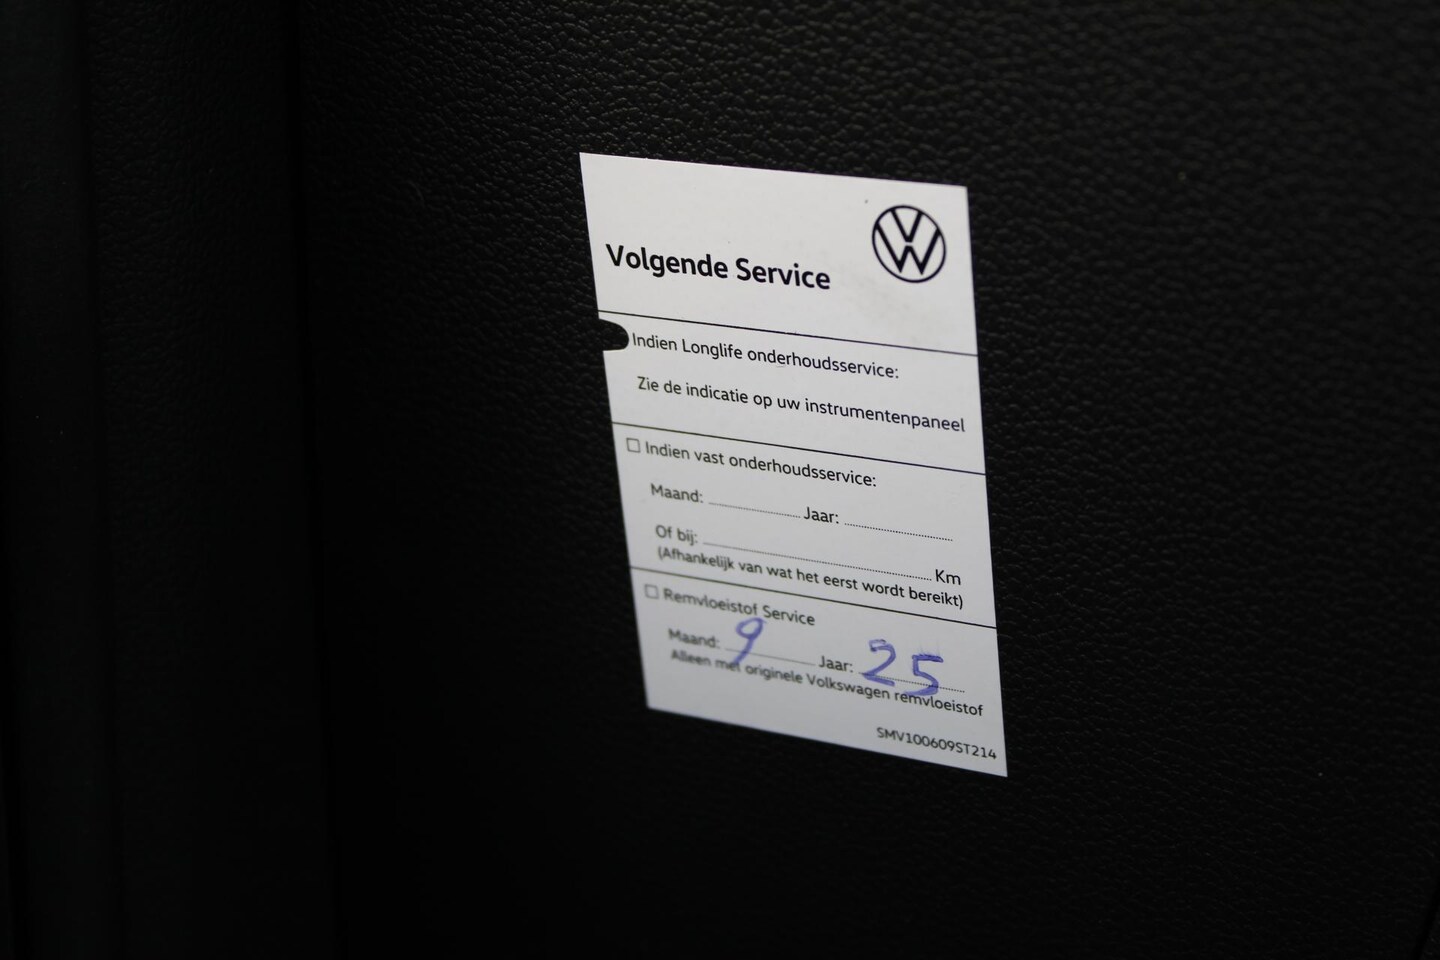 Volgende Service
Indien Longlife onderhoudsservice:
Zie de indicatie op uw instrumentenpaneel
Indien vast onderhoudsservice:
Maand: Jaar:
Of bij: Km
(Afhankelijk van wat het eerst wordt bereikt)
Remvloeistof Service
Maand: 9 Jaar: 25
Alleen met originele Volkswagen remvloeistof
SMV100609ST214